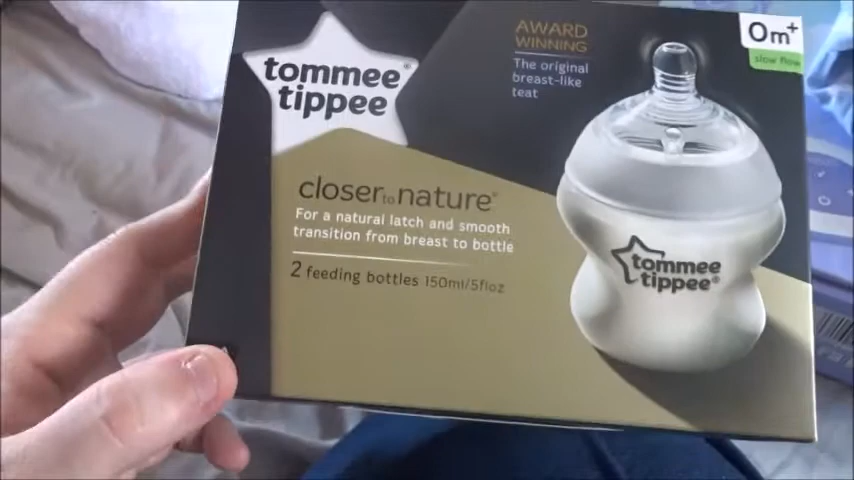 tommee
tippee®
AWARD
WINNING
The original
breast-like
teat
0m+
slow flow
closer to nature®
For a natural latch and smooth
transition from breast to bottle
2 feeding bottles 150ml/5floz
tommee
tippee®